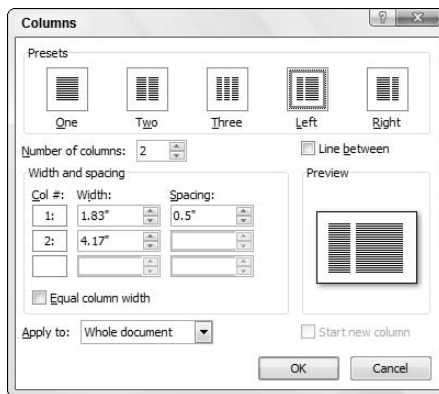 Columns
Presets
One Two Three Left Right
Number of columns: 2 Line between
Width and spacing Preview
Col #: Width: Spacing:
1: 1.83" 0.5"
2: 4.17"
Equal column width
Apply to: Whole document Start new column
OK Cancel